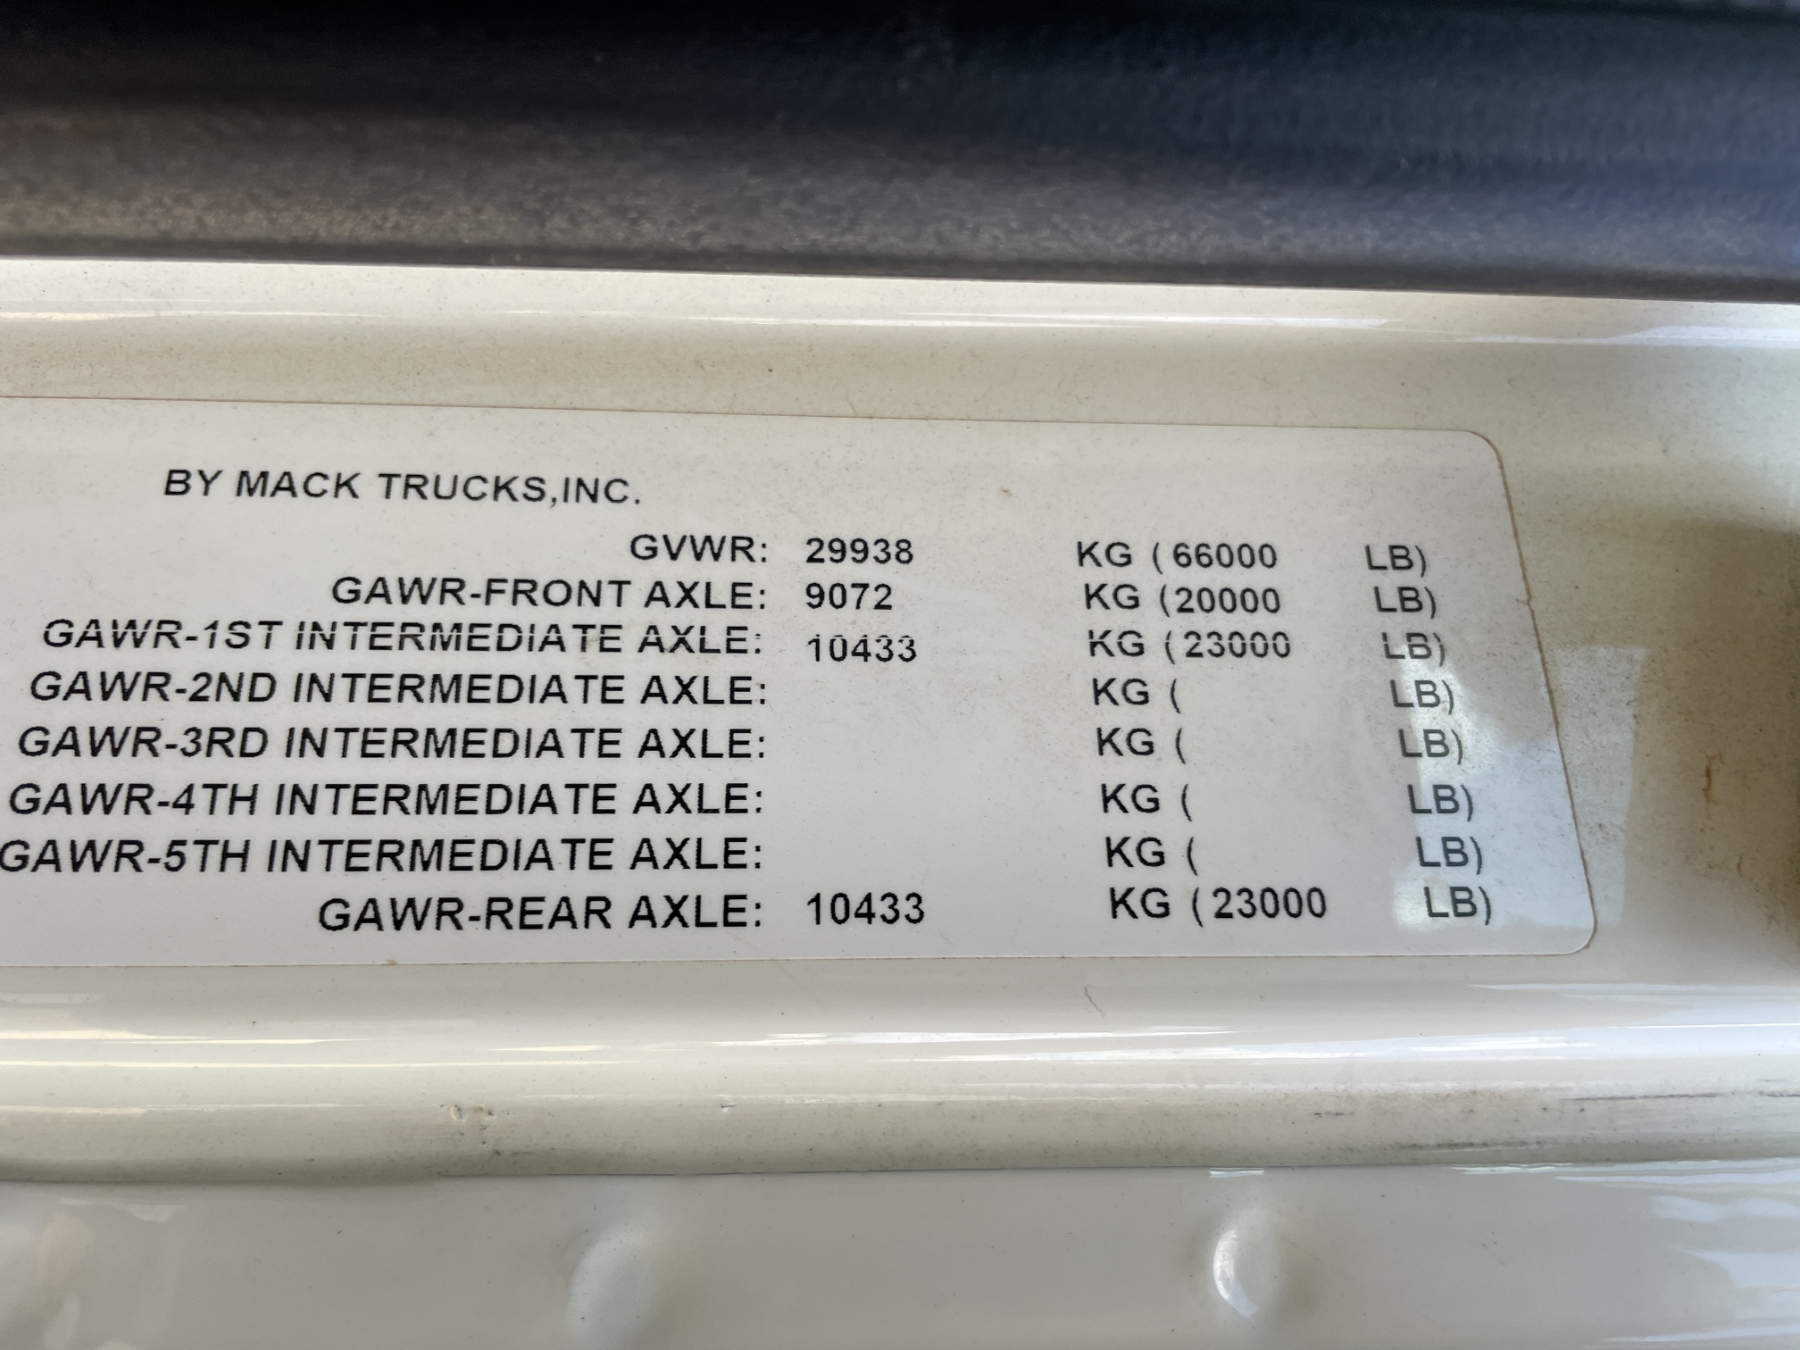 BY MACK TRUCKS,INC.
GVWR: 29938 KG (66000 LB)
GAWR-FRONT AXLE: 9072 KG (20000 LB)
GAWR-1ST INTERMEDIATE AXLE: 10433 KG (23000 LB)
GAWR-2ND INTERMEDIATE AXLE: KG ( LB)
GAWR-3RD INTERMEDIATE AXLE: KG ( LB)
GAWR-4TH INTERMEDIATE AXLE: KG ( LB)
GAWR-5TH INTERMEDIATE AXLE: KG ( LB)
GAWR-REAR AXLE: 10433 KG (23000 LB)